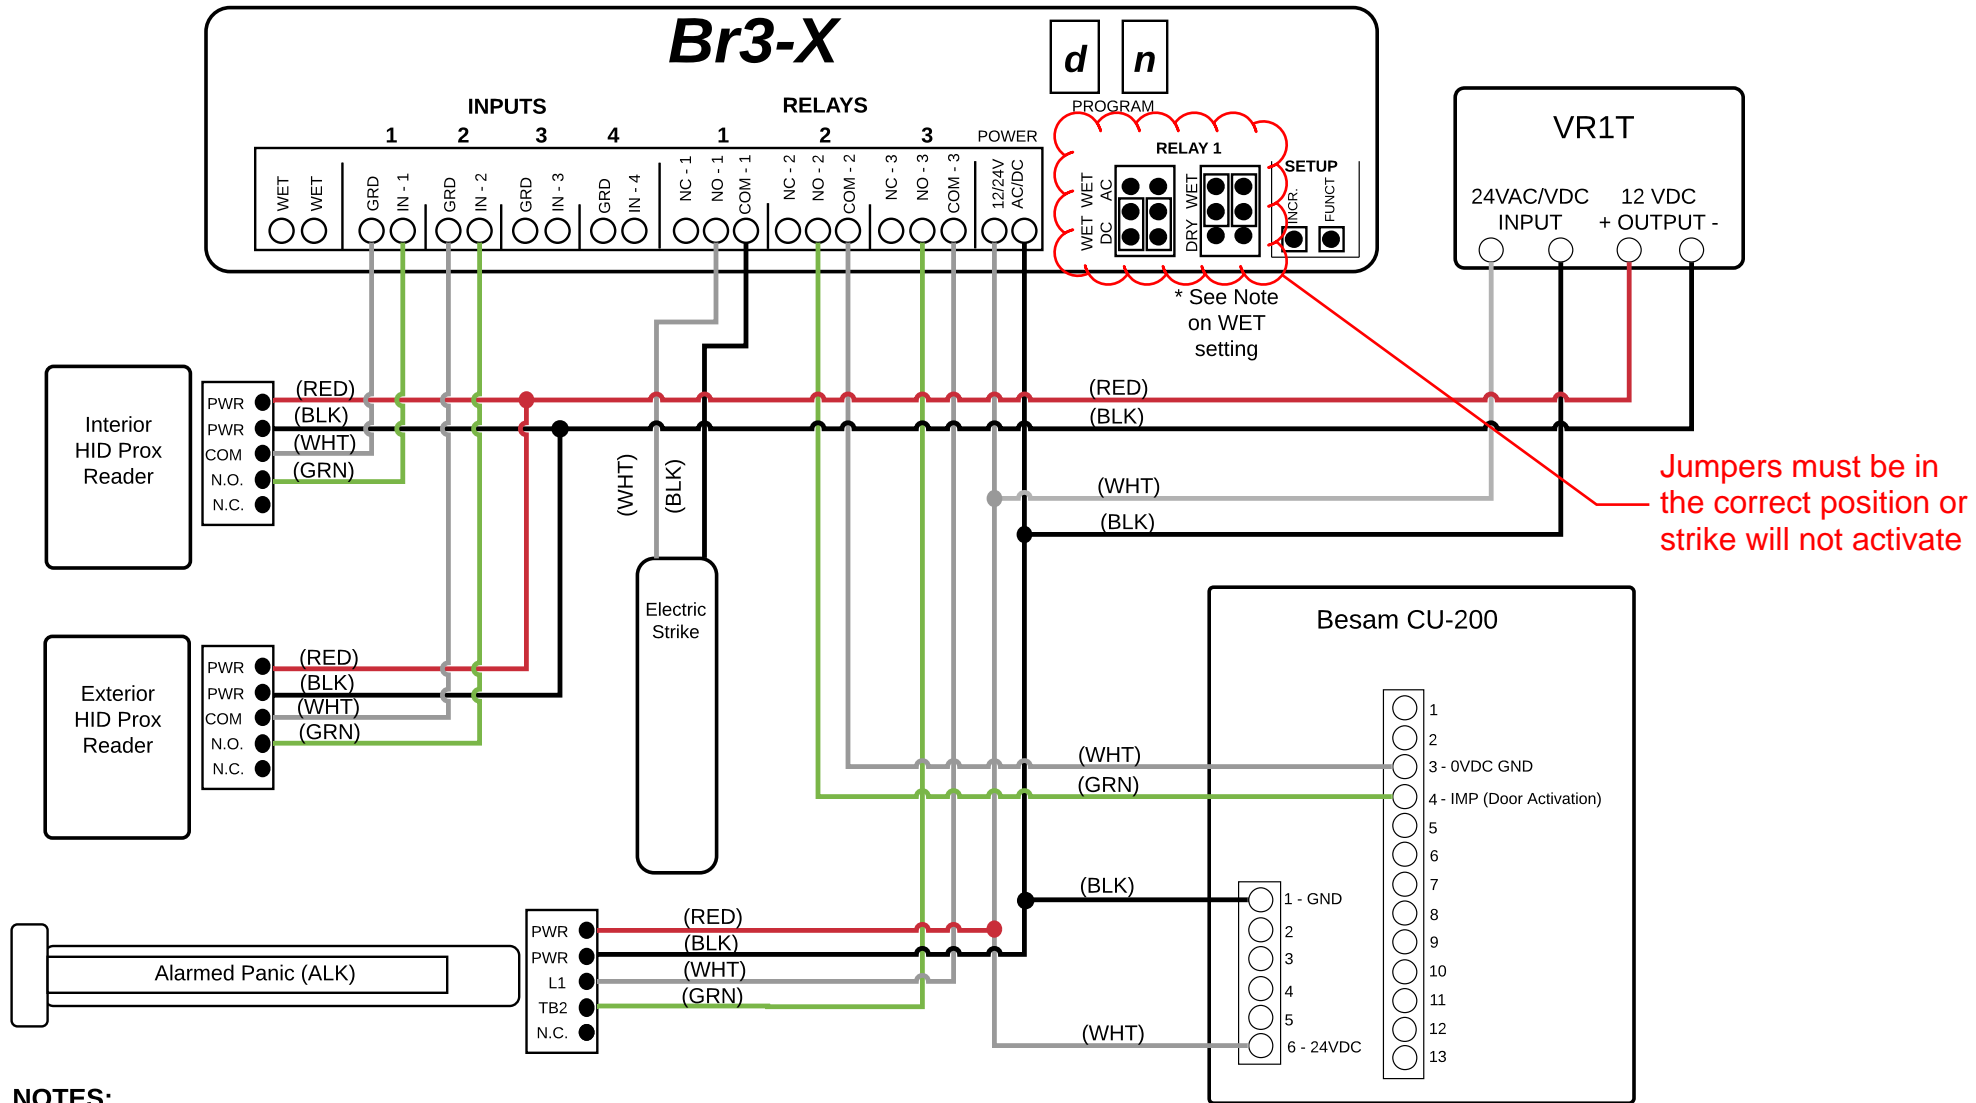 Br3-X
d n
PROGRAM
INPUTS RELAYS
1 2 3 4 1 2 3 POWER
WET
WET
GRD
IN - 1
GRD
IN - 2
GRD
IN - 3
GRD
IN - 4
NC - 1
NO - 1
COM - 1
NC - 2
NO - 2
COM - 2
NC - 3
NO - 3
COM - 3
12/24V
AC/DC
RELAY 1
WET WET
DC AC
DRY WET
SETUP
INCR.
FUNCT
* See Note
on WET
setting
VR1T
24VAC/VDC 12 VDC
INPUT + OUTPUT -
Jumpers must be in
the correct position or
strike will not activate
Interior
HID Prox
Reader
PWR (RED)
PWR (BLK)
COM (WHT)
N.O. (GRN)
N.C.
(RED)
(BLK)
(WHT)
(BLK)
(WHT)
(BLK)
Electric
Strike
Exterior
HID Prox
Reader
PWR (RED)
PWR (BLK)
COM (WHT)
N.O. (GRN)
N.C.
Besam CU-200
(WHT)
(GRN)
(BLK)
(WHT)
1
2
3 - 0VDC GND
4 - IMP (Door Activation)
5
6
7
8
9
10
11
12
13
1 - GND
2
3
4
5
6 - 24VDC
Alarmed Panic (ALK)
PWR (RED)
PWR (BLK)
L1 (WHT)
TB2 (GRN)
N.C.
NOTES: